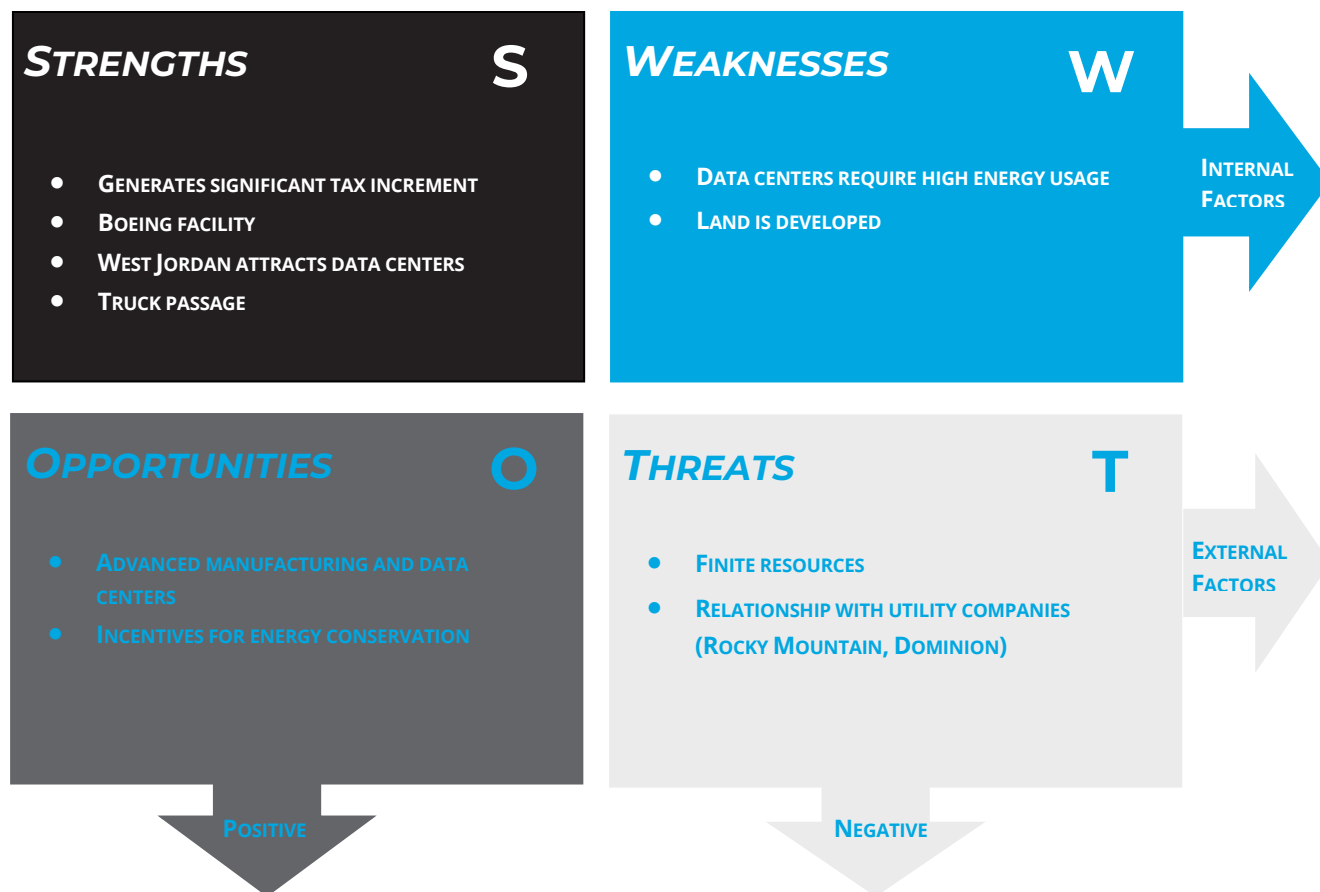 STRENGTHS S
GENERATES SIGNIFICANT TAX INCREMENT
BOEING FACILITY
WEST JORDAN ATTRACTS DATA CENTERS
TRUCK PASSAGE
WEAKNESSES W
DATA CENTERS REQUIRE HIGH ENERGY USAGE
LAND IS DEVELOPED
INTERNAL
FACTORS
OPPORTUNITIES O
ADVANCED MANUFACTURING AND DATA
CENTERS
INCENTIVES FOR ENERGY CONSERVATION
THREATS T
FINITE RESOURCES
RELATIONSHIP WITH UTILITY COMPANIES
(ROCKY MOUNTAIN, DOMINION)
EXTERNAL
FACTORS
POSITIVE
NEGATIVE